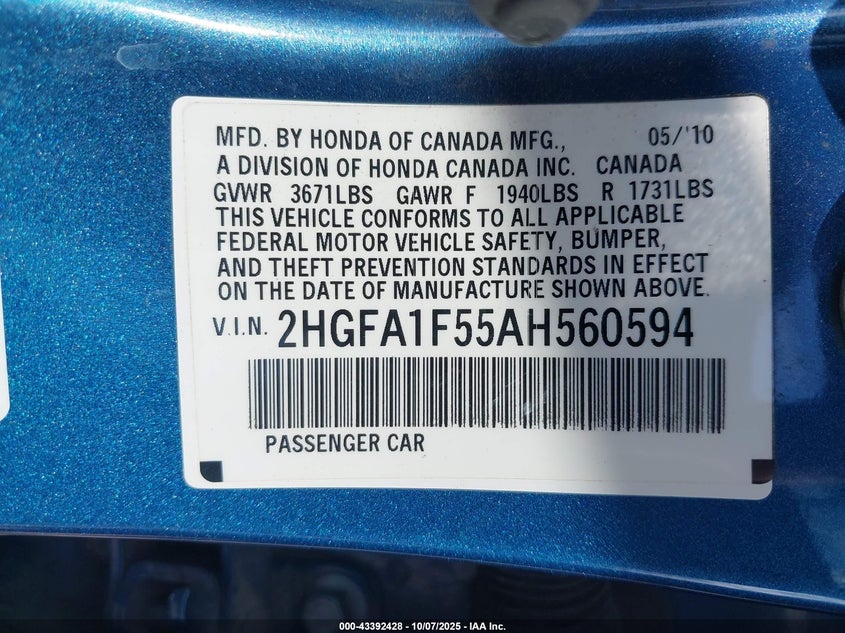 MFD. BY HONDA OF CANADA MFG., 05/'10
A DIVISION OF HONDA CANADA INC. CANADA
GVWR 3671LBS GAWR F 1940LBS R 1731LBS
THIS VEHICLE CONFORMS TO ALL APPLICABLE
FEDERAL MOTOR VEHICLE SAFETY, BUMPER,
AND THEFT PREVENTION STANDARDS IN EFFECT
ON THE DATE OF MANUFACTURE SHOWN ABOVE.
V.I.N. 2HGFA1F55AH560594
PASSENGER CAR
000-43392428 - 10/07/2025 - IAA Inc.